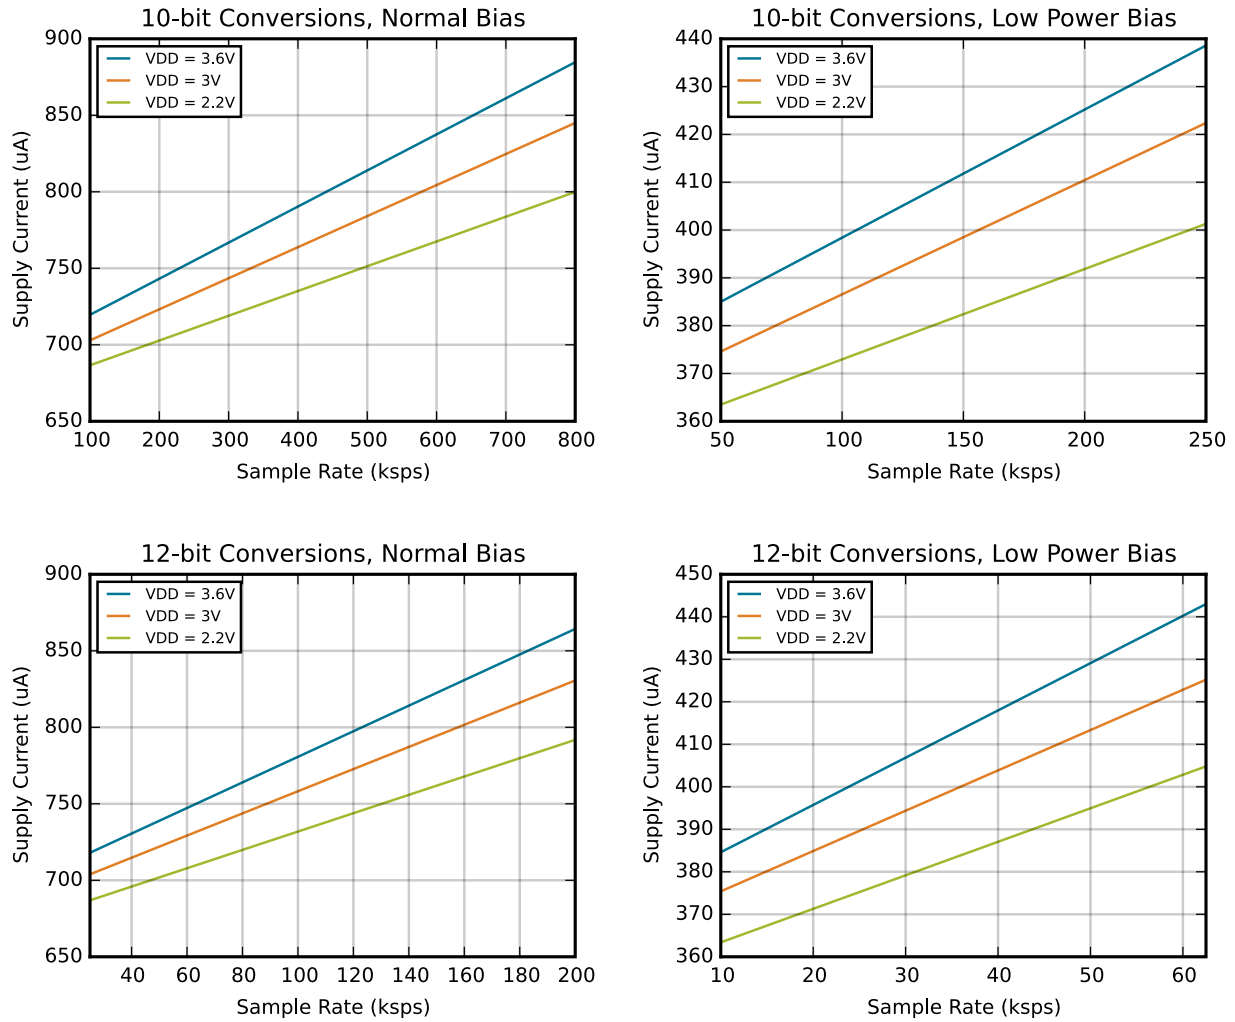 10-bit Conversions, Normal Bias
900
850
800
750
700
650
VDD = 3.6V
VDD = 3V
VDD = 2.2V
Supply Current (uA)
100 200 300 400 500 600 700 800
Sample Rate (ksps)
10-bit Conversions, Low Power Bias
440
430
420
410
400
390
380
370
360
VDD = 3.6V
VDD = 3V
VDD = 2.2V
Supply Current (uA)
50 100 150 200 250
Sample Rate (ksps)
12-bit Conversions, Normal Bias
900
850
800
750
700
650
VDD = 3.6V
VDD = 3V
VDD = 2.2V
Supply Current (uA)
40 60 80 100 120 140 160 180 200
Sample Rate (ksps)
12-bit Conversions, Low Power Bias
450
440
430
420
410
400
390
380
370
360
VDD = 3.6V
VDD = 3V
VDD = 2.2V
Supply Current (uA)
10 20 30 40 50 60
Sample Rate (ksps)